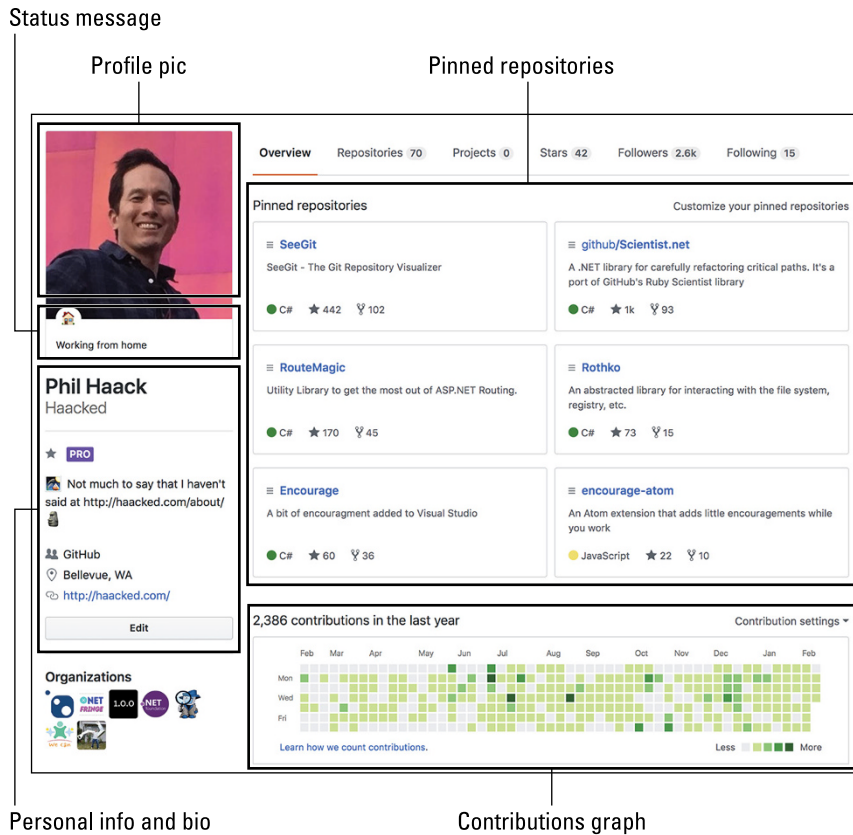 Status message
Profile pic
Pinned repositories
Overview Repositories 70 Projects 0 Stars 42 Followers 2.6k Following 15
Pinned repositories
Customize your pinned repositories
SeeGit
SeeGit - The Git Repository Visualizer
C# 442 102
github/Scientist.net
A .NET library for carefully refactoring critical paths. It's a
port of GitHub's Ruby Scientist library
C# 1k 93
Working from home
RouteMagic
Utility Library to get the most out of ASP.NET Routing.
C# 170 45
Rothko
An abstracted library for interacting with the file system,
registry, etc.
C# 73 15
Encourage
A bit of encouragment added to Visual Studio
C# 60 36
encourage-atom
An Atom extension that adds little encouragements while
you work
JavaScript 22 10
Phil Haack
Haacked
PRO
Not much to say that I haven't
said at http://haacked.com/about/
GitHub
Bellevue, WA
http://haacked.com/
Edit
Organizations
.NET
FRINGE
1.0.0
.NET
we can
2,386 contributions in the last year
Contribution settings
Feb Mar Apr May Jun Jul Aug Sep Oct Nov Dec Jan Feb
Mon
Wed
Fri
Learn how we count contributions.
Less More
Personal info and bio
Contributions graph